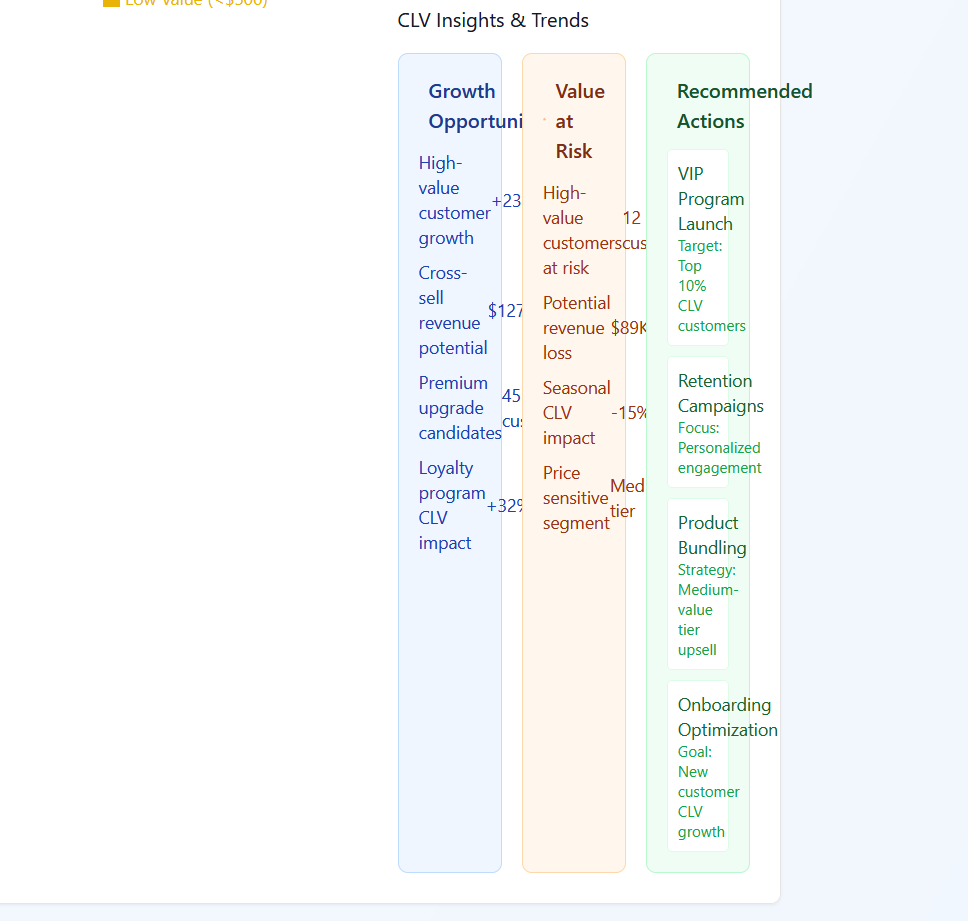 Low Value (<$500)
CLV Insights & Trends
Growth
Opportuni
High-
value
customer
growth
+23
Cross-
sell
revenue
potential
$127
Premium
upgrade
candidates
45
cus
Loyalty
program
CLV
impact
+32%
Value
at
Risk
High-
value
customers
at risk
12
cus
Potential
revenue
loss
$89K
Seasonal
CLV
impact
-15%
Price
sensitive
segment
Med
tier
Recommended
Actions
VIP
Program
Launch
Target:
Top
10%
CLV
customers
Retention
Campaigns
Focus:
Personalized
engagement
Product
Bundling
Strategy:
Medium-
value
tier
upsell
Onboarding
Optimization
Goal:
New
customer
CLV
growth